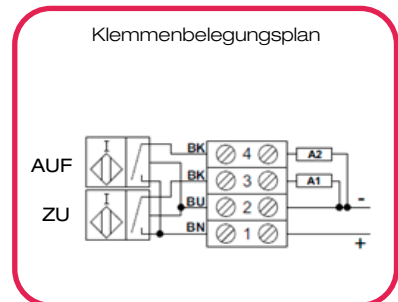 Klemmenbelegungsplan
AUF
ZU
I
I
BK
BK
BU
BN
4
3
2
1
A2
A1
-
+